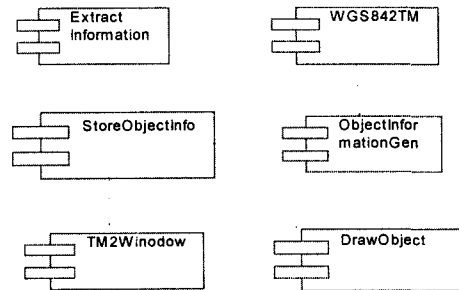 Extract
Information
WGS842TM
StoreObjectInfo
ObjectInfor
mationGen
TM2Winodow
DrawObject